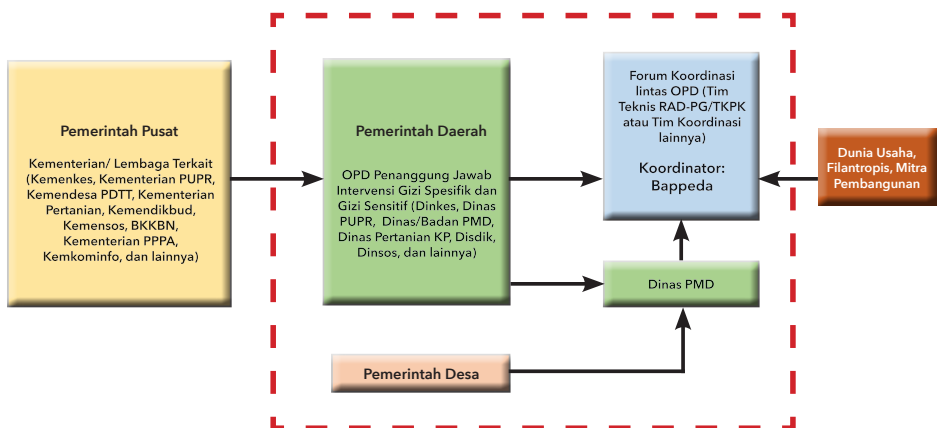 Pemerintah Pusat
Kementerian/ Lembaga Terkait
(Kemenkes, Kementerian PUPR,
Kemendesa PDTT, Kementerian
Pertanian, Kemendikbud,
Kemensos, BKKBN,
Kementerian PPPA,
Kemkominfo, dan lainnya)
Pemerintah Daerah
OPD Penanggung Jawab
Intervensi Gizi Spesifik dan
Gizi Sensitif (Dinkes, Dinas
PUPR, Dinas/Badan PMD,
Dinas Pertanian KP, Disdik,
Dinsos, dan lainnya)
Forum Koordinasi
lintas OPD (Tim
Teknis RAD-PG/TKPK
atau Tim Koordinasi
lainnya)
Koordinator:
Bappeda
Dunia Usaha,
Filantropis, Mitra
Pembangunan
Dinas PMD
Pemerintah Desa